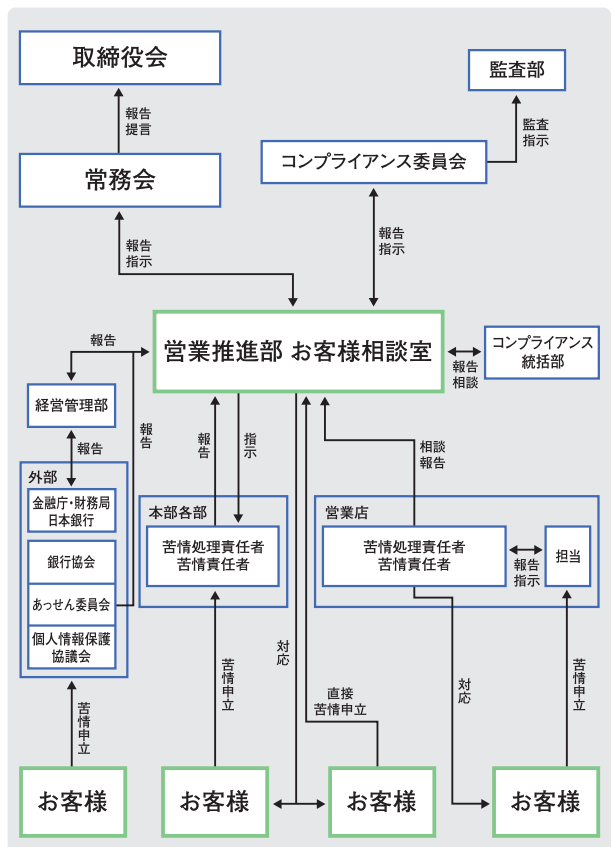 取締役会
監査部
報告
提言
監査
指示
コンプライアンス委員会
常務会
報告
指示
報告
指示
営業推進部 お客様相談室
コンプライアンス
統括部
報告
相談
報告
経営管理部
報告
報告
外部
金融庁・財務局
日本銀行
銀行協会
あっせん委員会
個人情報保護
協議会
報告
指示
本部各部
苦情処理責任者
苦情責任者
相談
報告
営業店
苦情処理責任者
苦情責任者
報告
指示
担当
苦情申立
苦情申立
対応
直接
苦情申立
対応
苦情申立
お客様
お客様
お客様
お客様